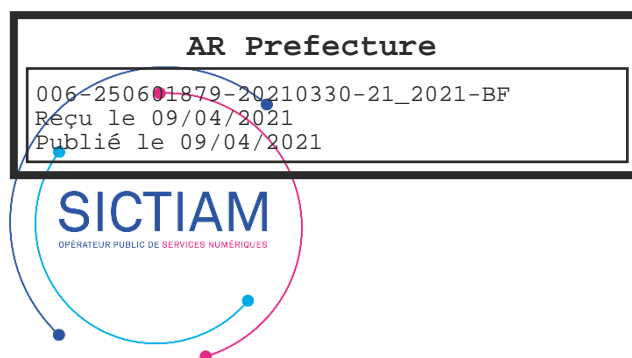 AR Prefecture
006-250601879-20210330-21_2021-BF
Reçu le 09/04/2021
Publié le 09/04/2021
SICTIAM
OPÉRATEUR PUBLIC DE SERVICES NUMÉRIQUES